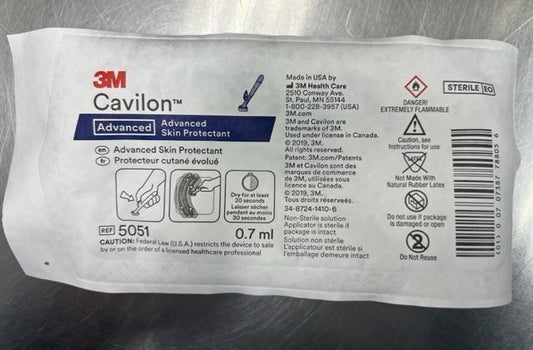 3M
Cavilon™
Advanced Advanced
Skin Protectant
en Advanced Skin Protectant
fr Protecteur cutané évolué
Dry for at least
30 seconds
Laisser sécher
pendant au moins
30 secondes
REF 5051
0.7 ml
CAUTION: Federal Law (U.S.A.) restricts the device to sale
by or on the order of a licensed healthcare professional
Made in USA by
3M Health Care
2510 Conway Ave.
St. Paul, MN 55144
1-800-228-3957 (USA)
3M.com
3M and Cavilon are
trademarks of 3M.
Used under license in Canada.
© 2019, 3M.
All rights reserved.
Patent: 3M.com/Patents
3M et Cavilon sont des
marques de commerce
de 3M, utilisées sous
licence au Canada.
© 2019, 3M.
Tous droits réservés.
34-8724-1410-6
Non-Sterile solution
Applicator is sterile if
package is intact
Solution non stérile
L'applicateur est stérile si
l'emballage demeure intact
DANGER!
EXTREMELY FLAMMABLE
Caution, see
Instructions for use
LATEX
Not Made with
Natural Rubber Latex
Do not use if package
is damaged or open
2
Do Not Reuse
STERILE EO